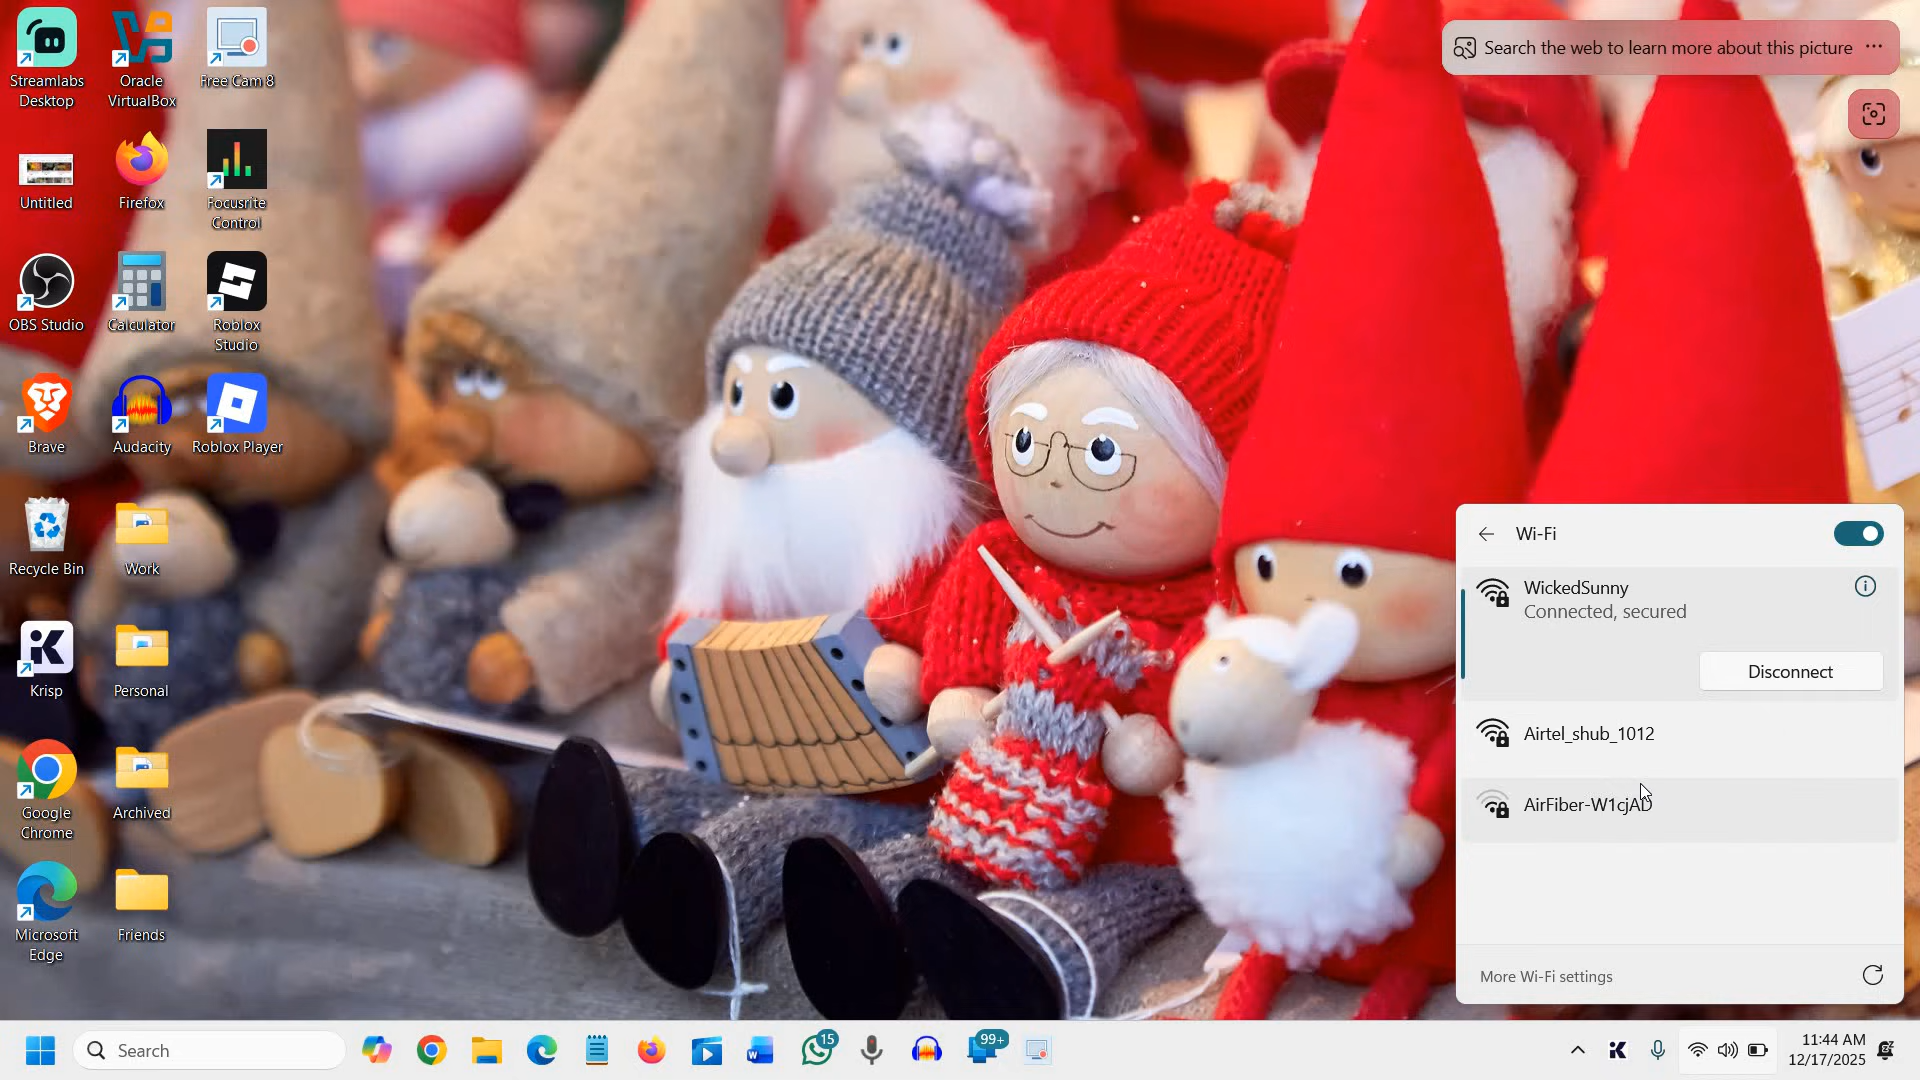 Streamlabs
Desktop
Oracle
VirtualBox
Free Cam 8
Untitled
Firefox
Focusrite
Control
OBS Studio
Calculator
Roblox
Studio
Brave
Audacity
Roblox Player
Recycle Bin
Work
Krisp
Personal
Google
Chrome
Archived
Microsoft
Edge
Friends
Search the web to learn more about this picture
Wi-Fi
WickedSunny
Connected, secured
Disconnect
Airtel_shub_1012
AirFiber-W1cjAD
More Wi-Fi settings
Search
15
99+
11:44 AM
12/17/2025